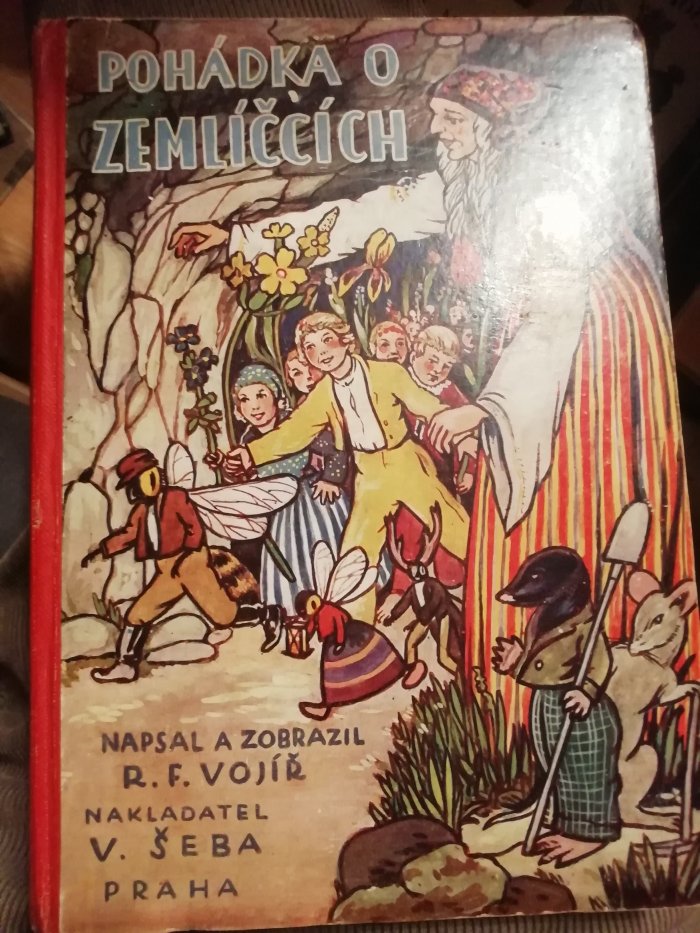 POHÁDKA O
ZEMLÍČCÍCH
NAPSAL A ZOBRAZIL
R. F. VOJÍŘ
NAKLADATEL
V. ŠEBA
PRAHA